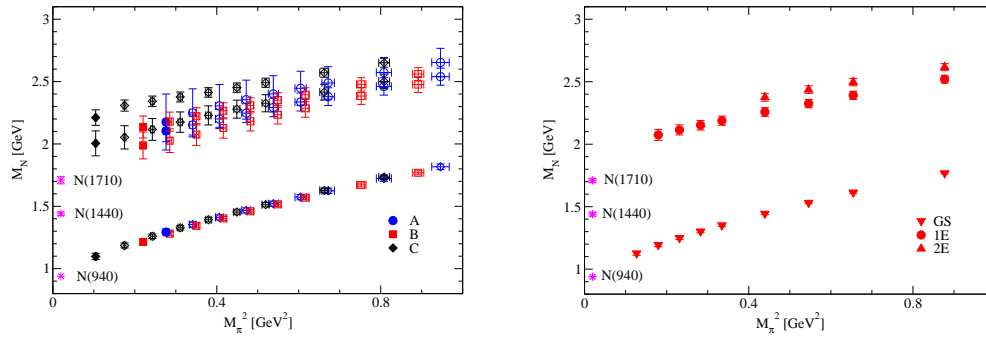 3
2.5
2
1.5
1
M_N [GeV]
N(1710)
N(1440)
N(940)
A
B
C
0 0.4 0.8
M_π^2 [GeV^2]
3
2.5
2
1.5
1
M_N [GeV]
N(1710)
N(1440)
N(940)
GS
1E
2E
0 0.4 0.8
M_π^2 [GeV^2]